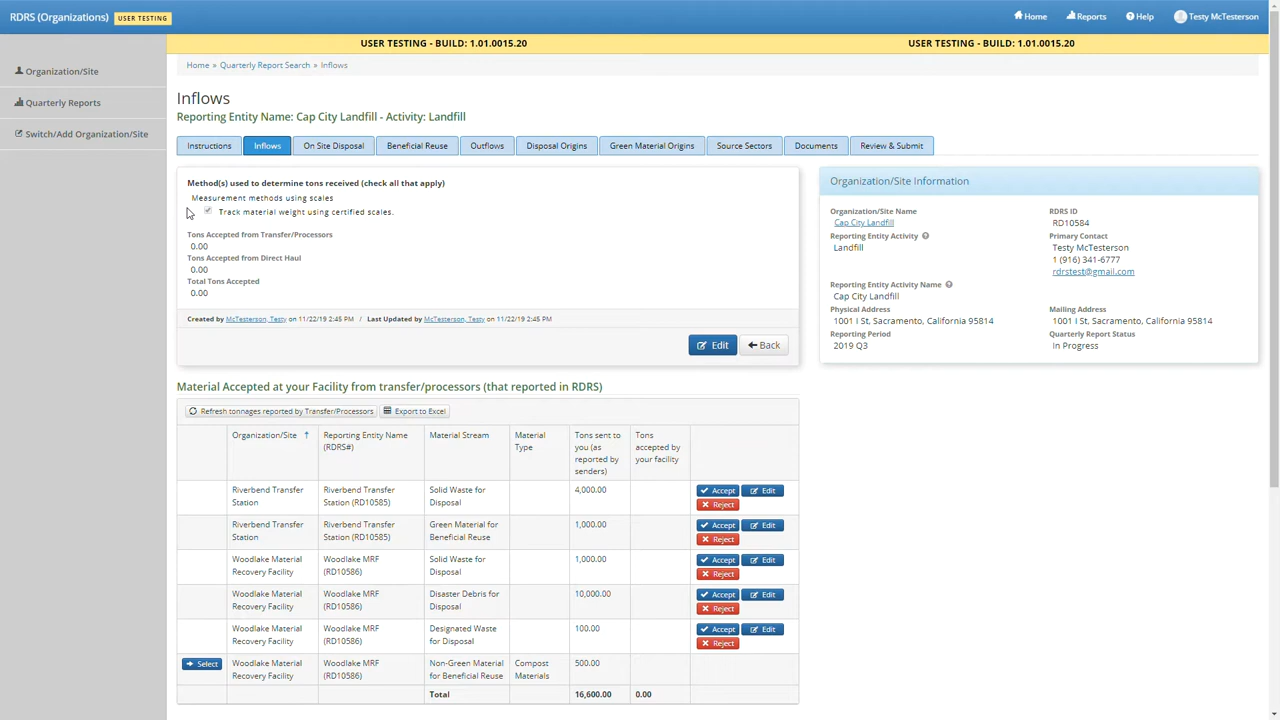 RDRS (Organizations) USER TESTING
Home Reports Help Testy McTesterson
USER TESTING - BUILD: 1.01.0015.20 USER TESTING - BUILD: 1.01.0015.20
Organization/Site
Quarterly Reports
Switch/Add Organization/Site
Home » Quarterly Report Search » Inflows
Inflows
Reporting Entity Name: Cap City Landfill - Activity: Landfill
Instructions Inflows On Site Disposal Beneficial Reuse Outflows Disposal Origins Green Material Origins Source Sectors Documents Review & Submit
Method(s) used to determine tons received (check all that apply)
Measurement methods using scales
Track material weight using certified scales.
Tons Accepted from Transfer/Processors
0.00
Tons Accepted from Direct Haul
0.00
Total Tons Accepted
0.00
Created by McTesterson, Testy on 11/22/19 2:45 PM / Last Updated by McTesterson, Testy on 11/22/19 2:45 PM
Edit Back
Organization/Site Information
Organization/Site Name
Cap City Landfill
Reporting Entity Activity
Landfill
Reporting Entity Activity Name
Cap City Landfill
Physical Address
1001 I St, Sacramento, California 95814
Reporting Period
2019 Q3
RDRS ID
RD10584
Primary Contact
Testy McTesterson
1 (916) 341-6777
rdrstest@gmail.com
Mailing Address
1001 I St, Sacramento, California 95814
Quarterly Report Status
In Progress
Material Accepted at your Facility from transfer/processors (that reported in RDRS)
Refresh tonnages reported by Transfer/Processors Export to Excel
Organization/Site Reporting Entity Name Material Stream Material Tons sent to Tons
(RDRS#) Type you (as accepted by
reported by your facility
senders)
Riverbend Transfer Riverbend Transfer Solid Waste for 4,000.00 Accept Edit
Station Station (RD10585) Disposal Reject
Riverbend Transfer Riverbend Transfer Green Material for 1,000.00 Accept Edit
Station Station (RD10585) Beneficial Reuse Reject
Woodlake Material Woodlake MRF Solid Waste for 1,000.00 Accept Edit
Recovery Facility (RD10586) Disposal Reject
Woodlake Material Woodlake MRF Disaster Debris for 10,000.00 Accept Edit
Recovery Facility (RD10586) Disposal Reject
Woodlake Material Woodlake MRF Designated Waste 100.00 Accept Edit
Recovery Facility (RD10586) for Disposal Reject
Select Woodlake Material Woodlake MRF Non-Green Material Compost 500.00
Recovery Facility (RD10586) for Beneficial Reuse Materials
Total 16,600.00 0.00